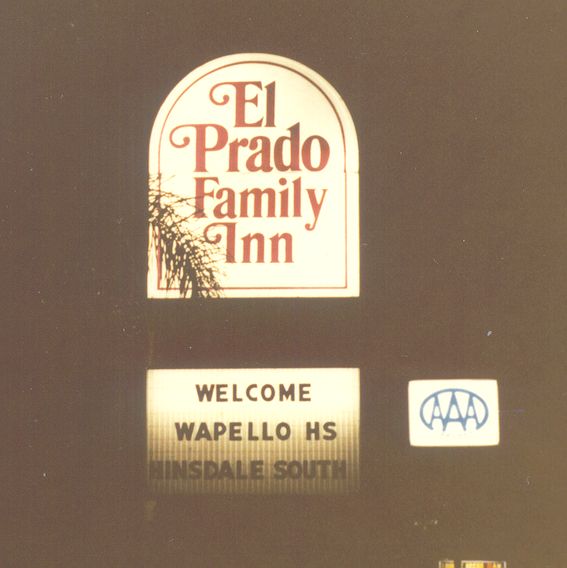 El
Prado
Family
Inn
WELCOME
WAPELLO HS
HINSDALE SOUTH
AAA